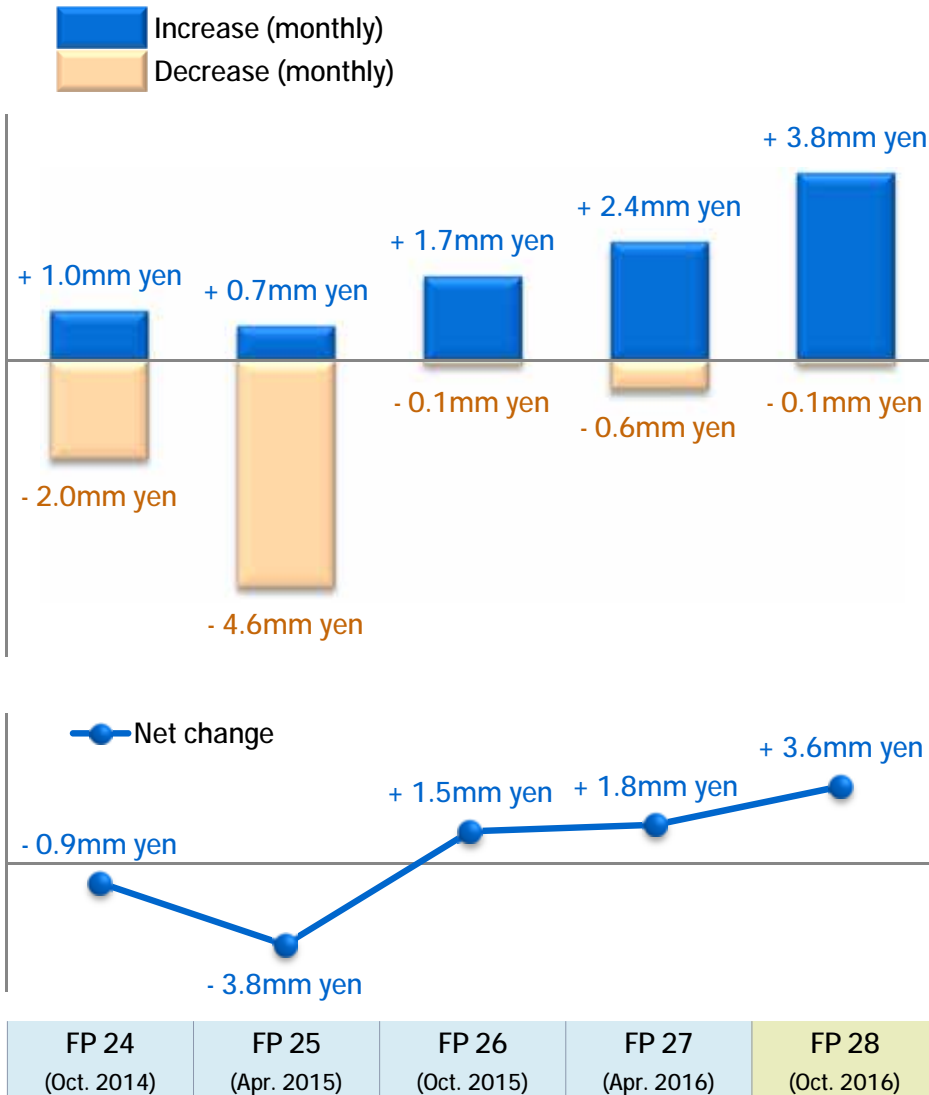 Increase (monthly)
Decrease (monthly)
+ 3.8mm yen
+ 2.4mm yen
+ 1.7mm yen
+ 1.0mm yen
+ 0.7mm yen
- 0.1mm yen
- 0.1mm yen
- 0.6mm yen
- 2.0mm yen
- 4.6mm yen
Net change
+ 3.6mm yen
+ 1.5mm yen
+ 1.8mm yen
- 0.9mm yen
- 3.8mm yen
FP 24 FP 25 FP 26 FP 27 FP 28
(Oct. 2014) (Apr. 2015) (Oct. 2015) (Apr. 2016) (Oct. 2016)